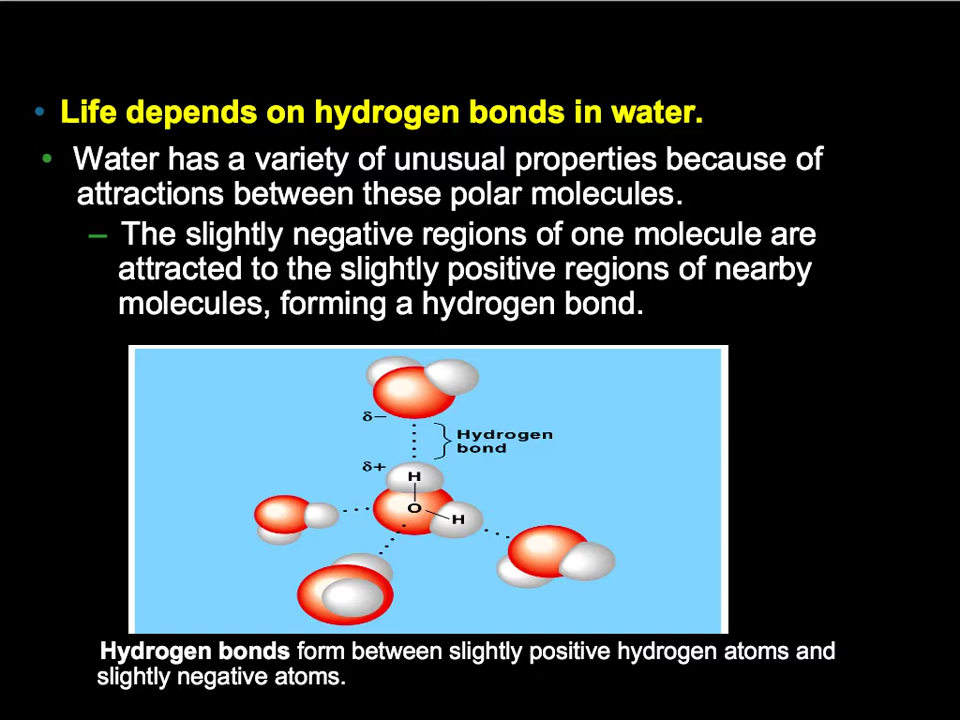 • Life depends on hydrogen bonds in water.
• Water has a variety of unusual properties because of
attractions between these polar molecules.
– The slightly negative regions of one molecule are
attracted to the slightly positive regions of nearby
molecules, forming a hydrogen bond.
δ–
Hydrogen
bond
δ+
H
O
H
Hydrogen bonds form between slightly positive hydrogen atoms and
slightly negative atoms.